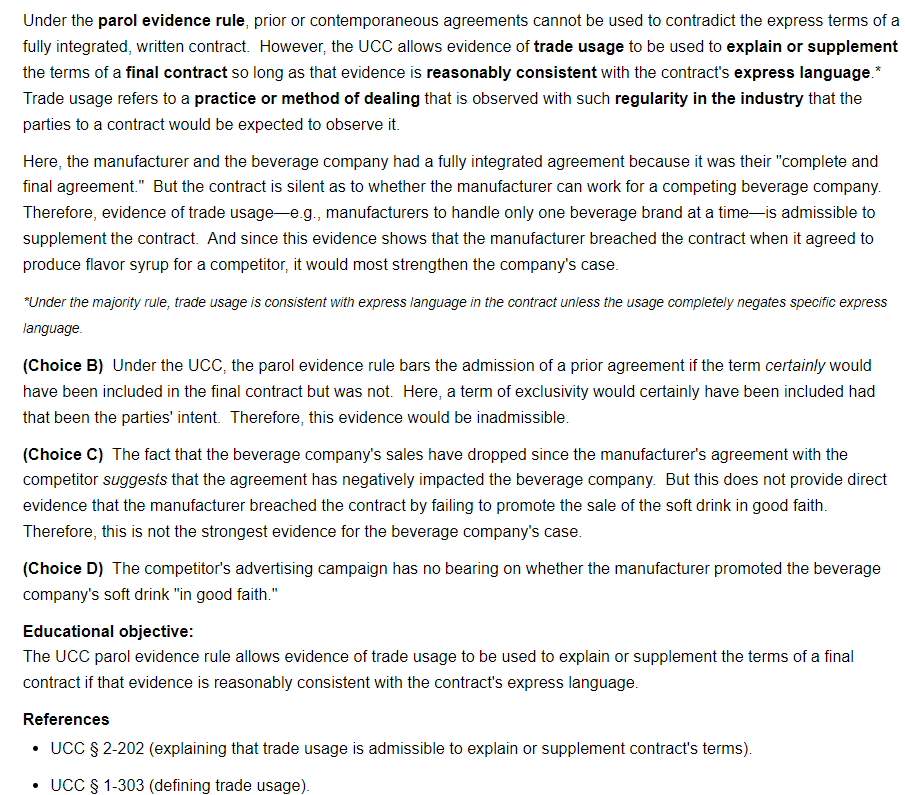 Under the parol evidence rule, prior or contemporaneous agreements cannot be used to contradict the express terms of a
fully integrated, written contract. However, the UCC allows evidence of trade usage to be used to explain or supplement
the terms of a final contract so long as that evidence is reasonably consistent with the contract's express language.*
Trade usage refers to a practice or method of dealing that is observed with such regularity in the industry that the
parties to a contract would be expected to observe it.
Here, the manufacturer and the beverage company had a fully integrated agreement because it was their "complete and
final agreement." But the contract is silent as to whether the manufacturer can work for a competing beverage company.
Therefore, evidence of trade usage—e.g., manufacturers to handle only one beverage brand at a time—is admissible to
supplement the contract. And since this evidence shows that the manufacturer breached the contract when it agreed to
produce flavor syrup for a competitor, it would most strengthen the company's case.
*Under the majority rule, trade usage is consistent with express language in the contract unless the usage completely negates specific express
language.
(Choice B) Under the UCC, the parol evidence rule bars the admission of a prior agreement if the term certainly would
have been included in the final contract but was not. Here, a term of exclusivity would certainly have been included had
that been the parties' intent. Therefore, this evidence would be inadmissible.
(Choice C) The fact that the beverage company's sales have dropped since the manufacturer's agreement with the
competitor suggests that the agreement has negatively impacted the beverage company. But this does not provide direct
evidence that the manufacturer breached the contract by failing to promote the sale of the soft drink in good faith.
Therefore, this is not the strongest evidence for the beverage company's case.
(Choice D) The competitor's advertising campaign has no bearing on whether the manufacturer promoted the beverage
company's soft drink "in good faith."
Educational objective:
The UCC parol evidence rule allows evidence of trade usage to be used to explain or supplement the terms of a final
contract if that evidence is reasonably consistent with the contract's express language.
References
• UCC § 2-202 (explaining that trade usage is admissible to explain or supplement contract's terms).
• UCC § 1-303 (defining trade usage).